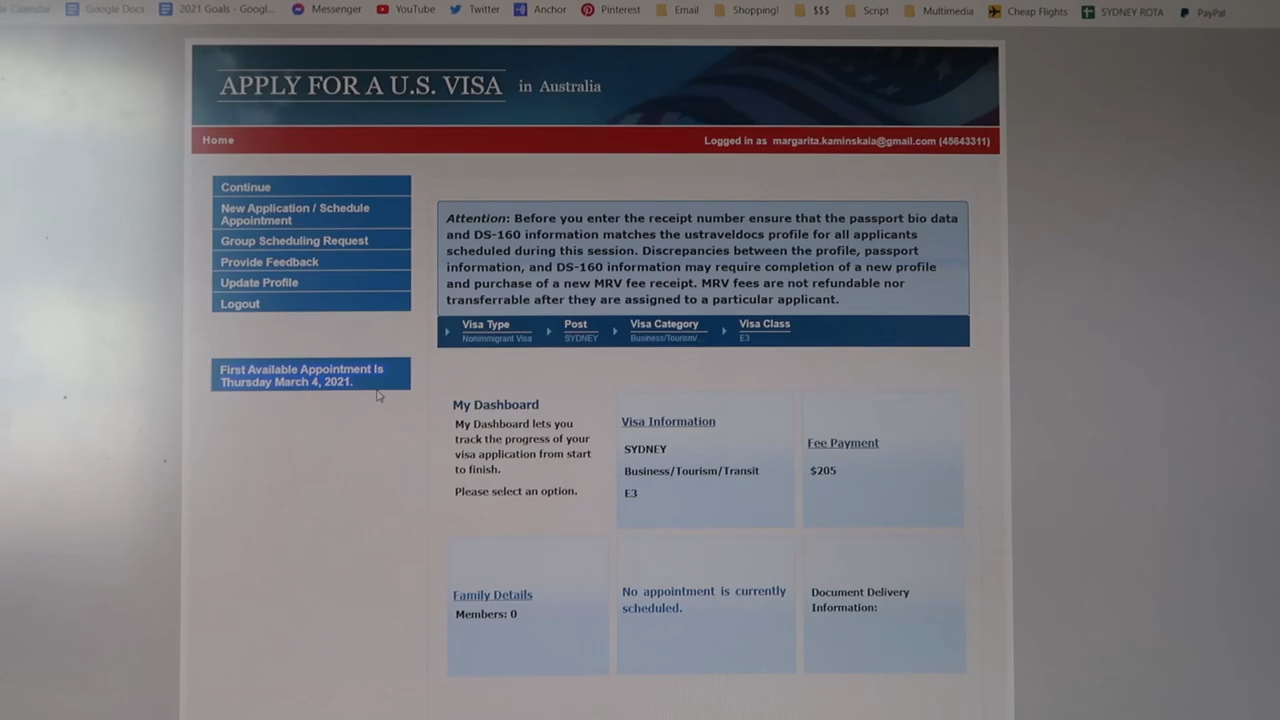 le Calendar Google Docs 2021 Goals - Googl... Messenger YouTube Twitter Anchor Pinterest Email Shopping! $$$ Script Multimedia Cheap Flights SYDNEY ROTA PayPal
APPLY FOR A U.S. VISA in Australia
Home Logged in as margarita.kaminskaia@gmail.com (45643311)
Continue
New Application / Schedule
Appointment
Group Scheduling Request
Provide Feedback
Update Profile
Logout
First Available Appointment Is
Thursday March 4, 2021.
Attention: Before you enter the receipt number ensure that the passport bio data
and DS-160 information matches the ustraveldocs profile for all applicants
scheduled during this session. Discrepancies between the profile, passport
information, and DS-160 information may require completion of a new profile
and purchase of a new MRV fee receipt. MRV fees are not refundable nor
transferrable after they are assigned to a particular applicant.
Visa Type Post Visa Category Visa Class
Nonimmigrant Visa SYDNEY Business/Tourism/... E3
My Dashboard
My Dashboard lets you
track the progress of your
visa application from start
to finish.
Please select an option.
Visa Information
SYDNEY
Business/Tourism/Transit
E3
Fee Payment
$205
Family Details
Members: 0
No appointment is currently
scheduled.
Document Delivery
Information: